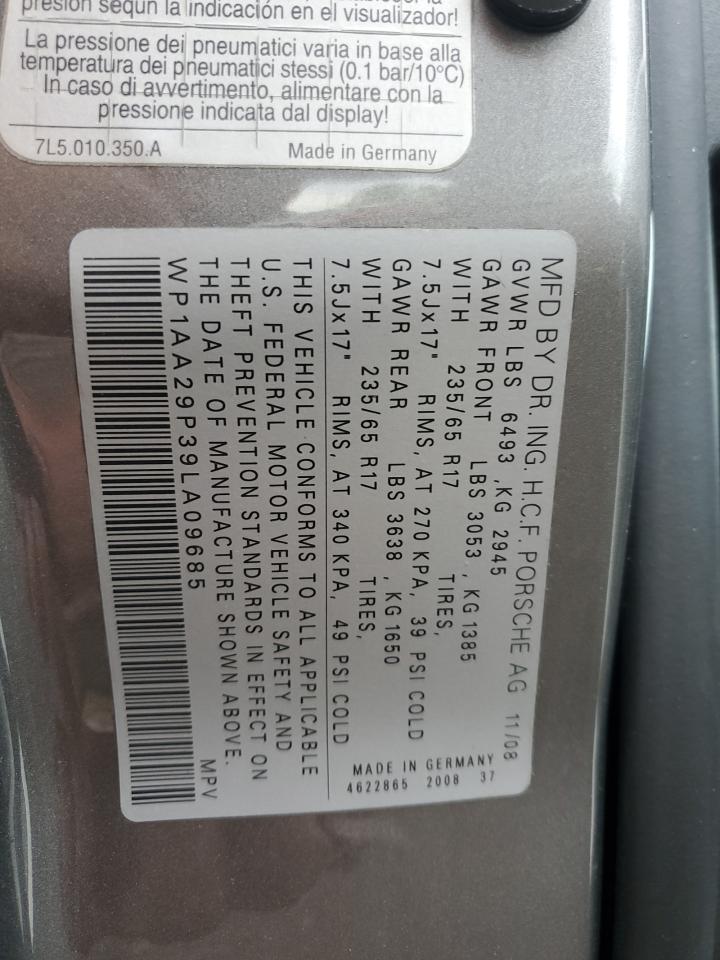 presión según la indicación en el visualizador!
La pressione dei pneumatici varia in base alla
temperatura dei pneumatici stessi (0.1 bar/10°C)
In caso di avvertimento, alimentare con la
pressione indicata dal display!
7L5.010.350.A Made in Germany
MFD BY DR. ING. H.C.F. PORSCHE AG 11/08
GVWR LBS 6493 ,KG 2945
GAWR FRONT LBS 3053 , KG 1385
WITH 235/65 R17 TIRES,
7.5Jx17" RIMS, AT 270 KPA, 39 PSI COLD
GAWR REAR LBS 3638 , KG 1650
WITH 235/65 R17 TIRES,
7.5Jx17" RIMS, AT 340 KPA, 49 PSI COLD
MADE IN GERMANY
4622865 2008 37
THIS VEHICLE CONFORMS TO ALL APPLICABLE
U.S. FEDERAL MOTOR VEHICLE SAFETY AND
THEFT PREVENTION STANDARDS IN EFFECT ON
THE DATE OF MANUFACTURE SHOWN ABOVE.
WP1AA29P39LA09685 MPV